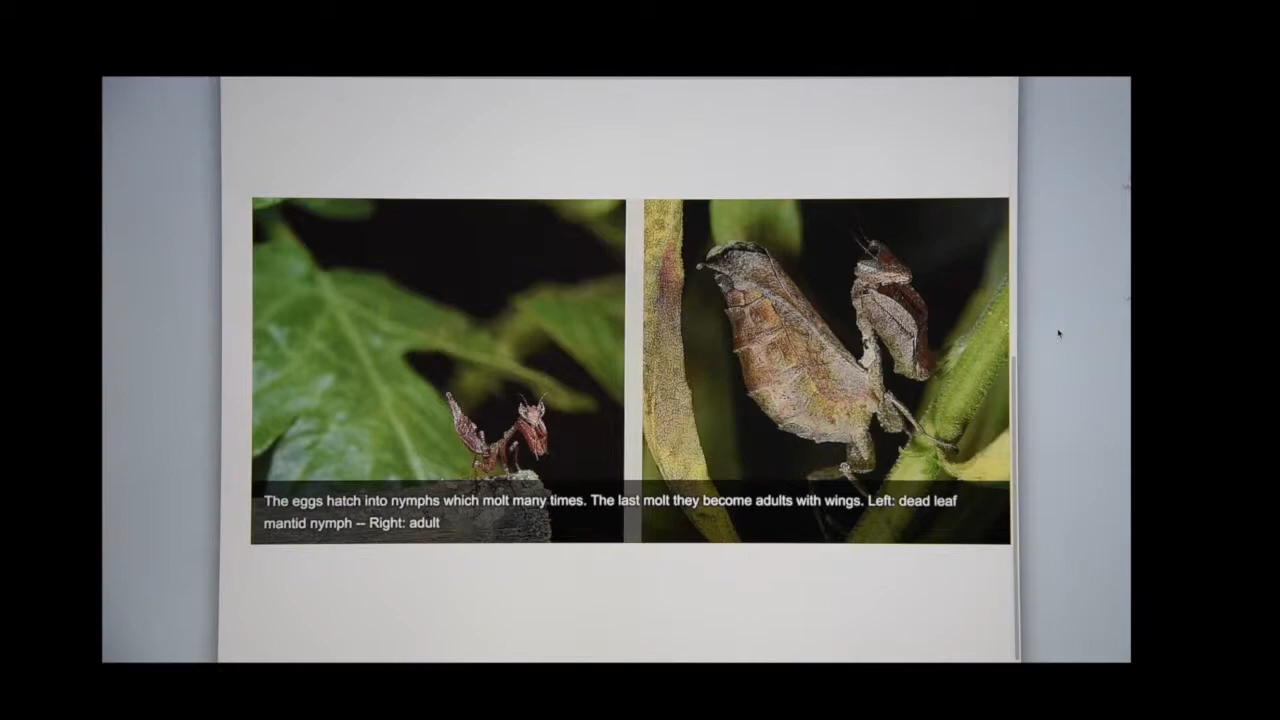 The eggs hatch into nymphs which molt many times. The last molt they become adults with wings. Left: dead leaf
mantid nymph -- Right: adult